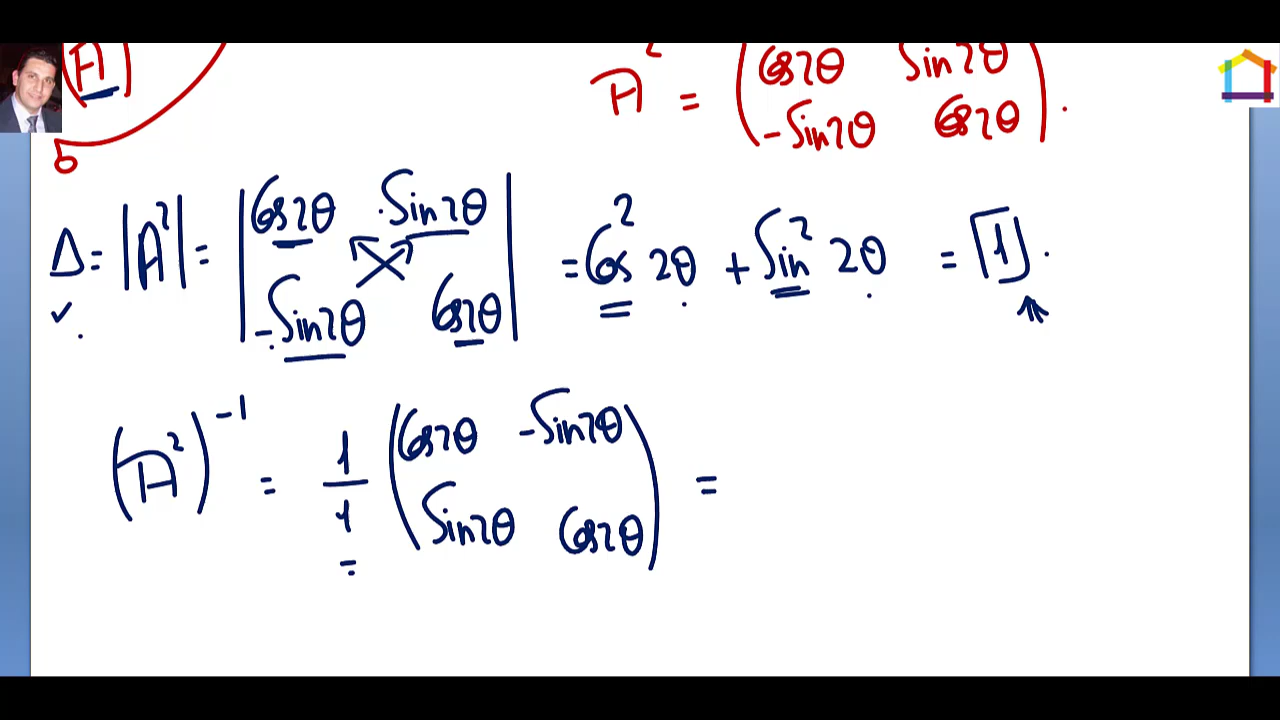 |A|
A² = (Cos2θ Sin2θ
-Sin2θ Cos2θ).
Δ = |A²| = |Cos2θ Sin2θ
-Sin2θ Cos2θ| = Cos² 2θ + Sin² 2θ = 1.
(A²)⁻¹ = 1/1 (Cos2θ -Sin2θ
Sin2θ Cos2θ) =